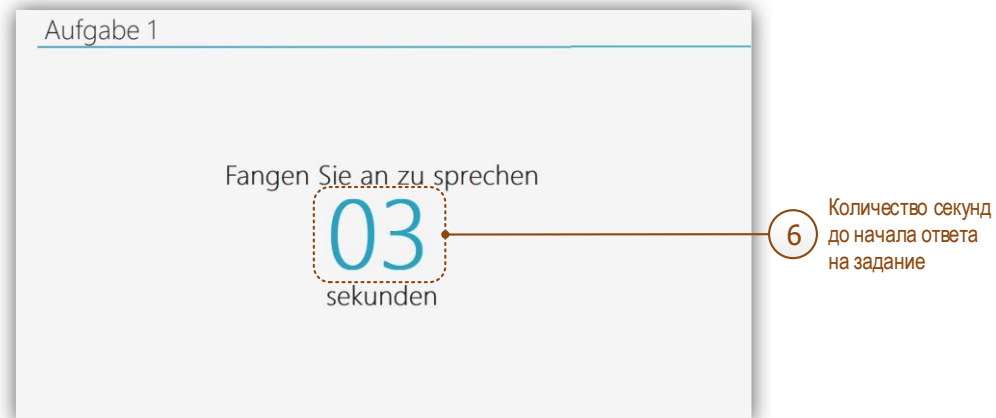 Aufgabe 1
Fangen Sie an zu sprechen
03
sekunden
6
Количество секунд
до начала ответа
на задание